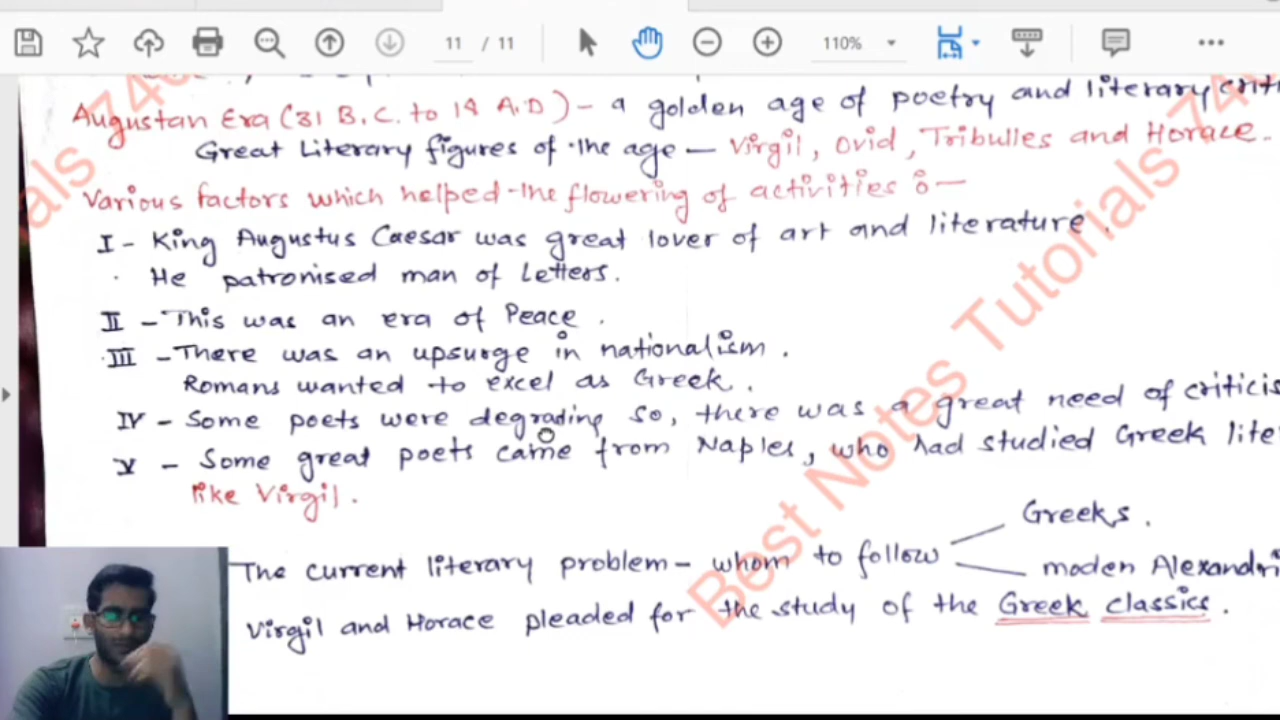 11 / 11
110%
Augustan Era (31 B.C. to 14 A.D) - a golden age of poetry and literary criti
Great Literary figures of the age - Virgil, Ovid, Tribulles and Horace.
Various factors which helped the flowering of activities :-
I - King Augustus Caesar was great lover of art and literature.
He patronised man of Letters.
II - This was an era of Peace.
III - There was an upsurge in nationalism.
Romans wanted to excel as Greek.
IV - Some poets were degrading so, there was a great need of criticis
V - Some great poets came from Naples, who had studied Greek lite
like Virgil.
Greeks.
The current literary problem - whom to follow
moden Alexandri
Virgil and Horace pleaded for the study of the Greek classics.
als 740
Best Notes Tutorials 740